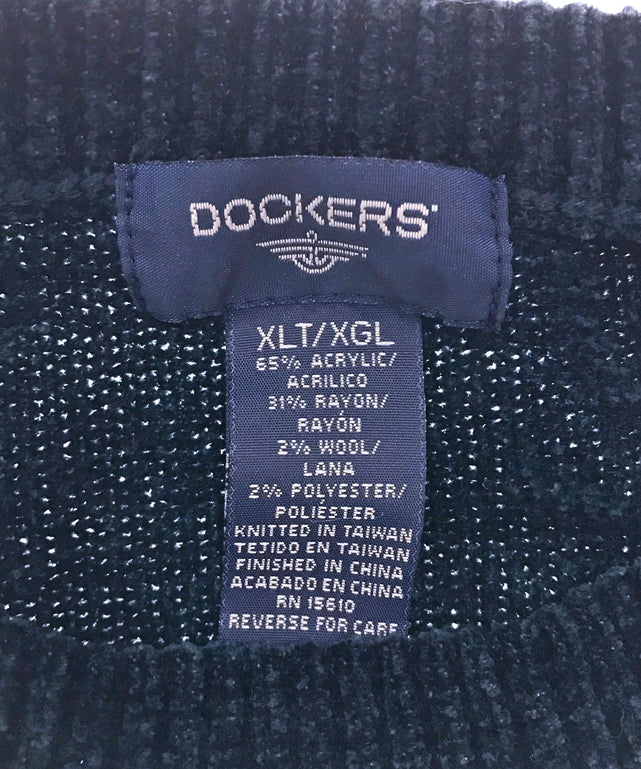 DOCKERS
XLT/XGL
65% ACRYLIC/
ACRILICO
31% RAYON/
RAYÓN
2% WOOL/
LANA
2% POLYESTER/
POLIÉSTER
KNITTED IN TAIWAN
TEJIDO EN TAIWAN
FINISHED IN CHINA
ACABADO EN CHINA
RN 15610
REVERSE FOR CARE